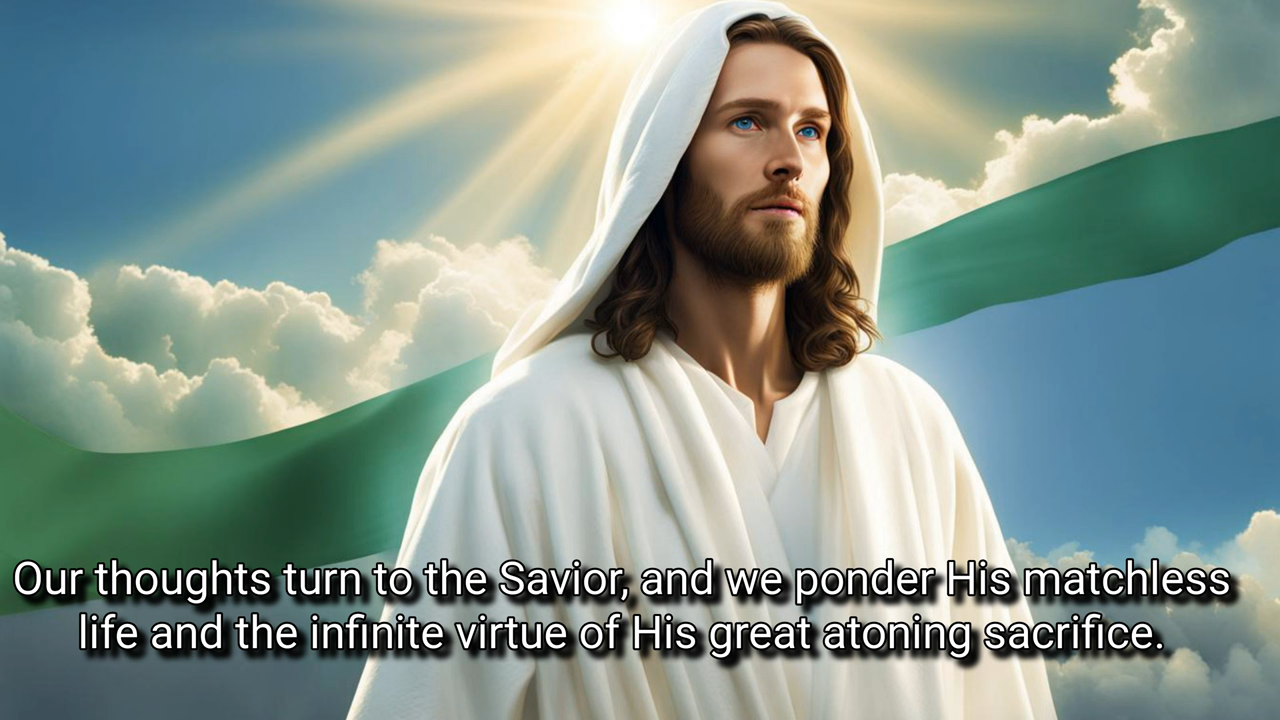 Our thoughts turn to the Savior, and we ponder His matchless
life and the infinite virtue of His great atoning sacrifice.